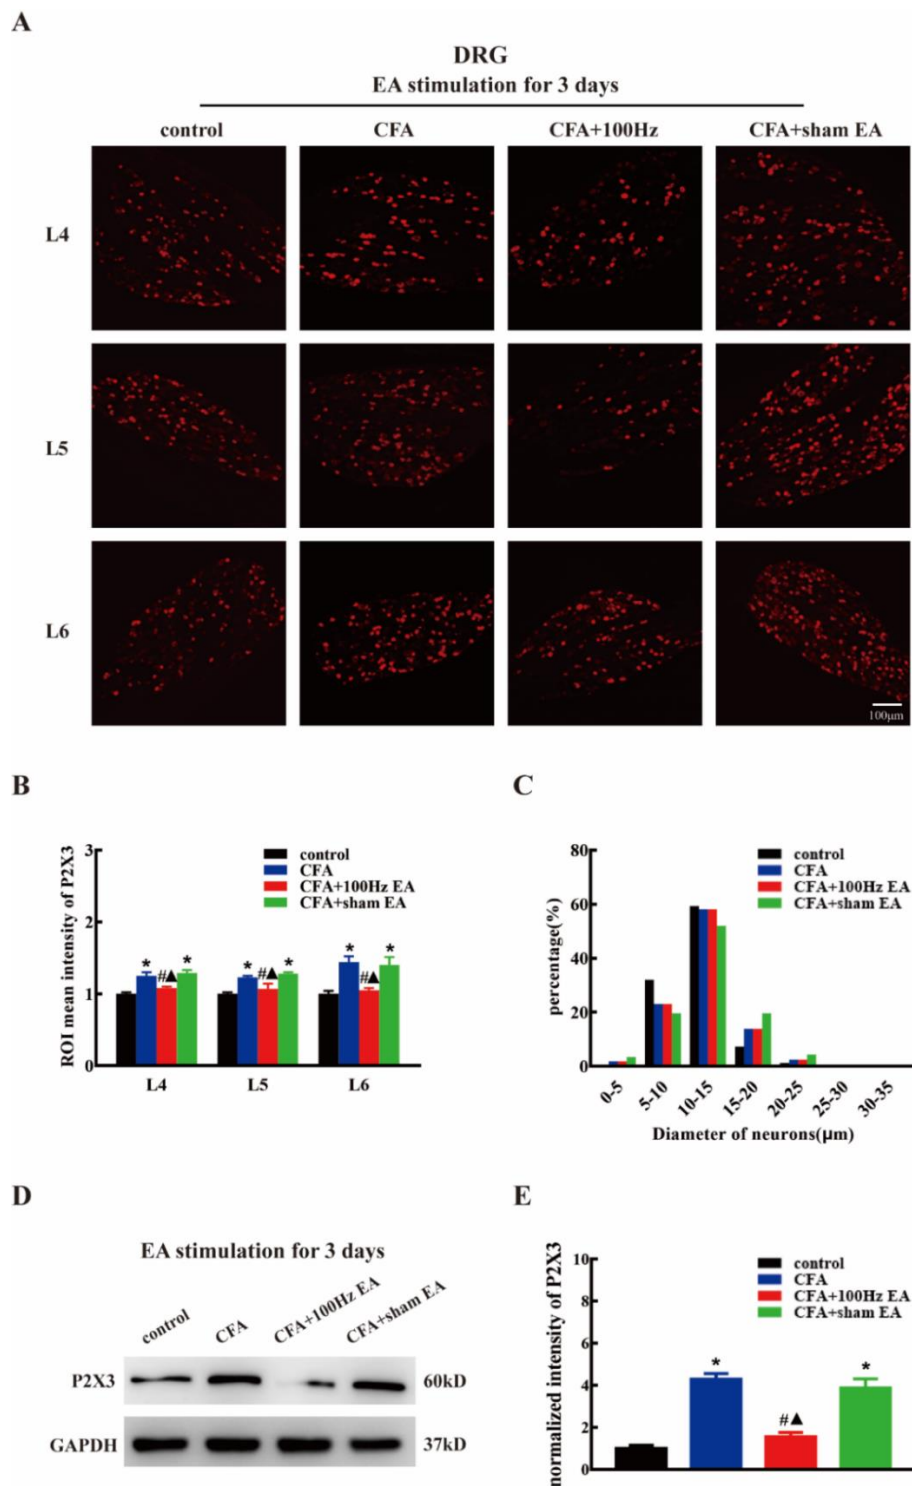 A
DRG
EA stimulation for 3 days
control CFA CFA+100Hz CFA+sham EA
L4
L5
L6
100μm
B
ROI mean intensity of P2X3
3
2
1
0
control
CFA
CFA+100Hz EA
CFA+sham EA
* #▲ * * #▲ * * #▲ *
L4 L5 L6
C
percentage(%)
80
60
40
20
0
control
CFA
CFA+100Hz EA
CFA+sham EA
0-5 5-10 10-15 15-20 20-25 25-30 30-35
Diameter of neurons(μm)
D
EA stimulation for 3 days
control CFA CFA+100Hz EA CFA+sham EA
P2X3 60kD
GAPDH 37kD
E
normalized intensity of P2X3
10
8
6
4
2
0
control
CFA
CFA+100Hz EA
CFA+sham EA
* #▲ *